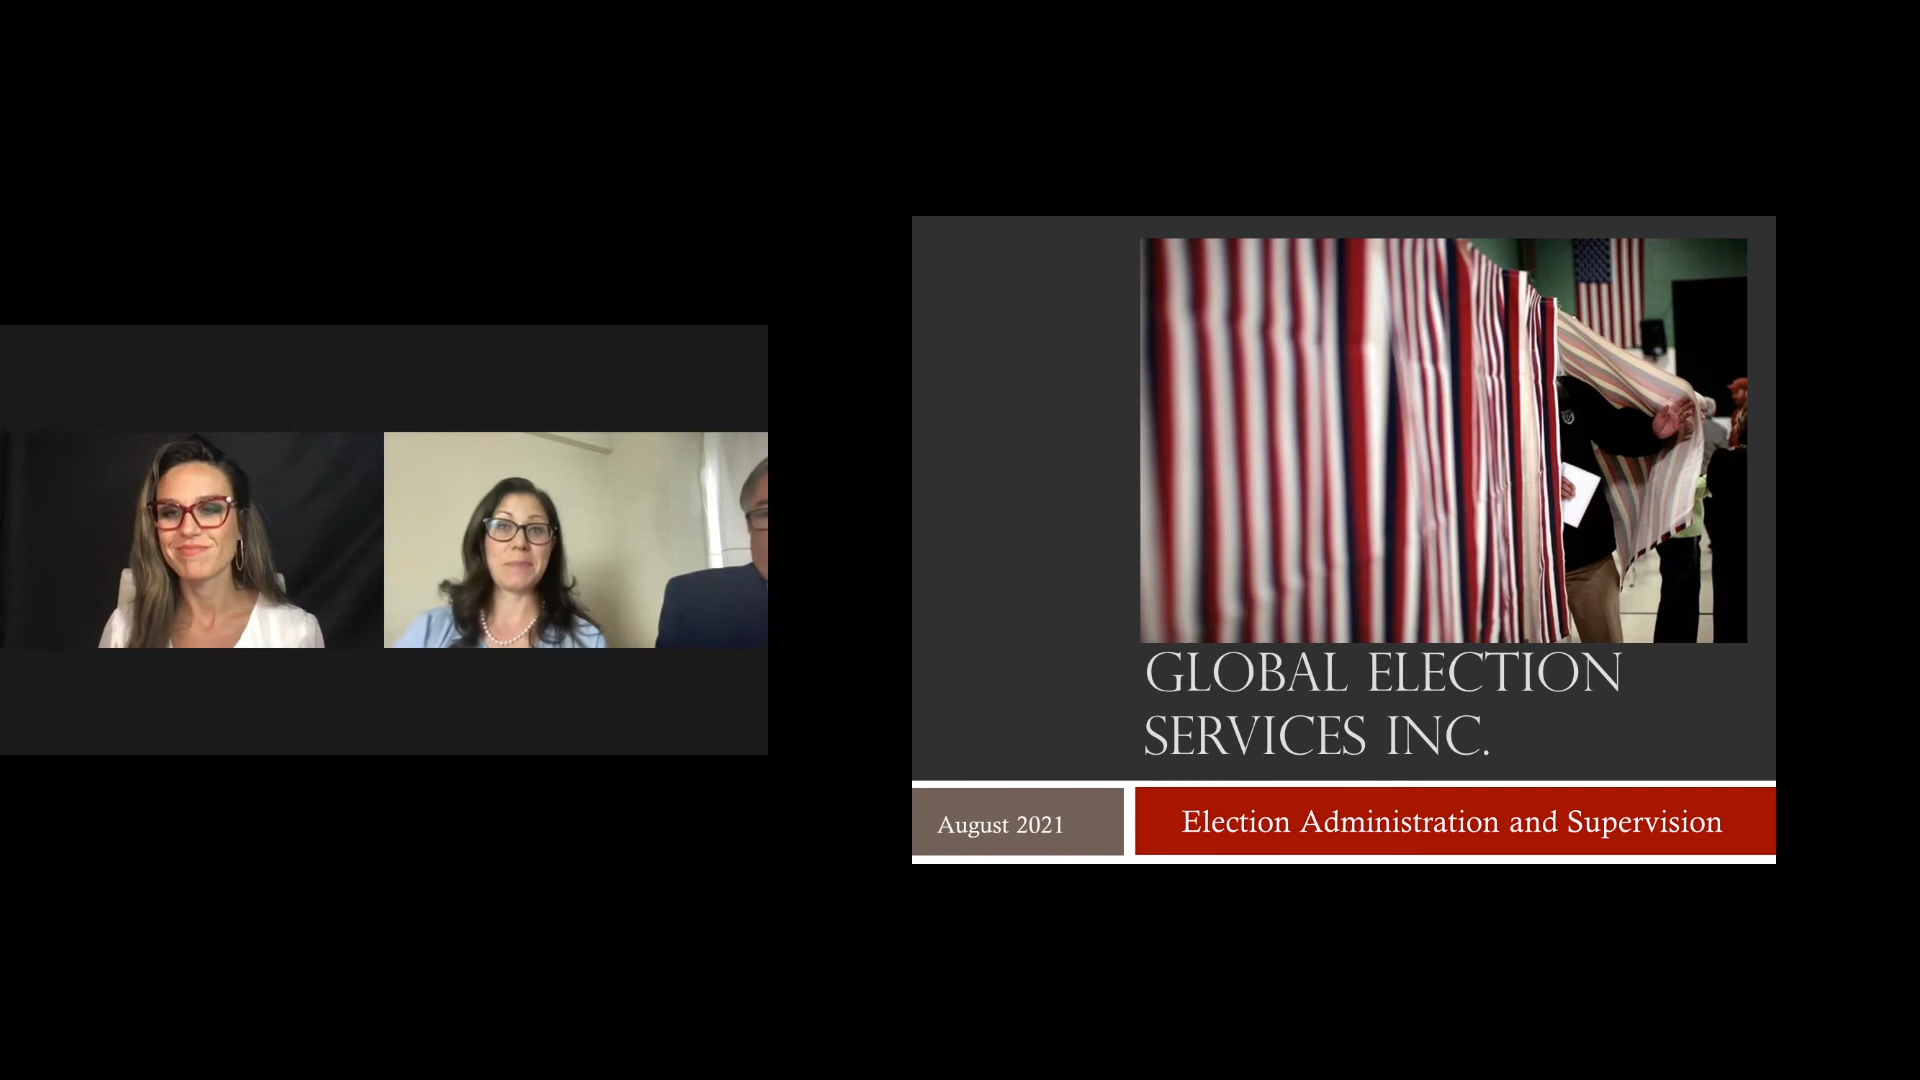 GLOBAL ELECTION
SERVICES INC.
August 2021
Election Administration and Supervision